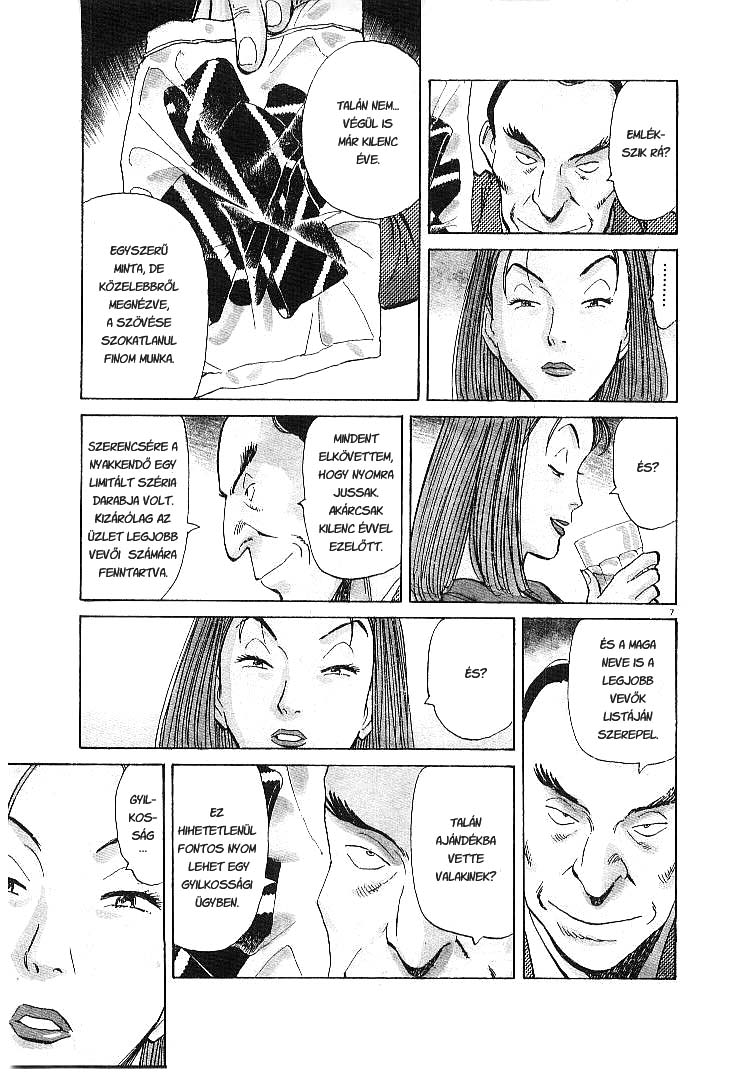 EMLÉK-
SZIK RÁ?
.........
TALÁN NEM...
VÉGÜL IS
MÁR KILENC
ÉVE.
EGYSZERŰ
MINTA, DE
KÖZELEBBRŐL
MEGNÉZVE,
A SZÖVÉSE
SZOKATLANUL
FINOM MUNKA.
ÉS?
MINDENT
ELKÖVETTEM,
HOGY NYOMRA
JUSSAK.
AKÁRCSAK
KILENC ÉVVEL
EZELŐTT.
SZERENCSÉRE A
NYAKKENDŐ EGY
LIMITÁLT SZÉRIA
DARABJA VOLT.
KIZÁRÓLAG AZ
ÜZLET LEGJOBB
VEVŐI SZÁMÁRA
FENNTARTVA.
7
ÉS A MAGA
NEVE IS A
LEGJOBB
VEVŐK
LISTÁJÁN
SZEREPEL.
ÉS?
TALÁN
AJÁNDÉKBA
VETTE
VALAKINEK?
EZ
HIHETETLENÜL
FONTOS NYOM
LEHET EGY
GYILKOSSÁGI
ÜGYBEN.
GYIL-
KOS-
SÁG
...